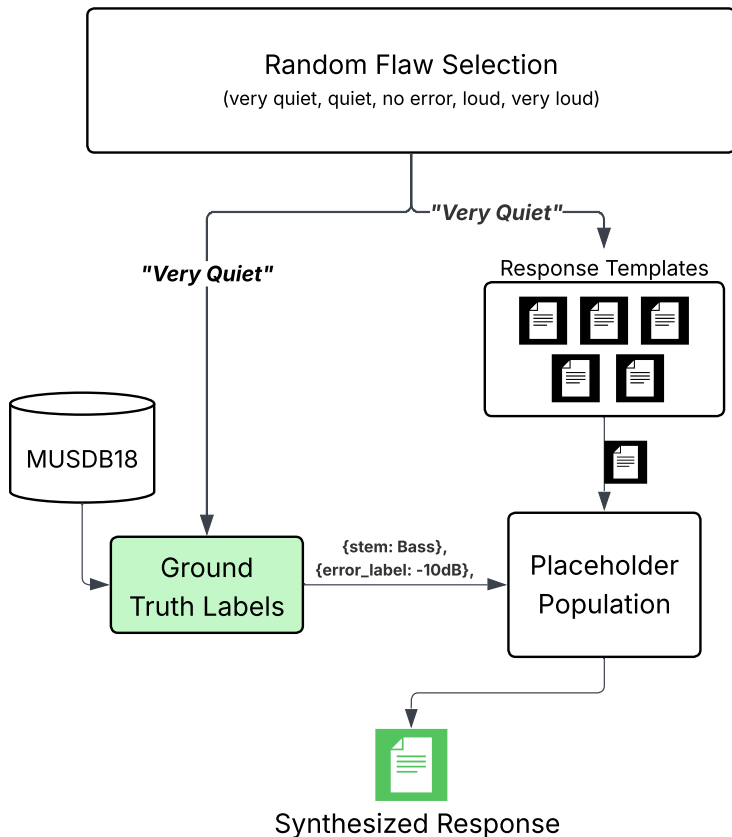 Random Flaw Selection
(very quiet, quiet, no error, loud, very loud)
"Very Quiet"
"Very Quiet"
Response Templates
MUSDB18
Ground
Truth Labels
{stem: Bass},
{error_label: -10dB},
Placeholder
Population
Synthesized Response